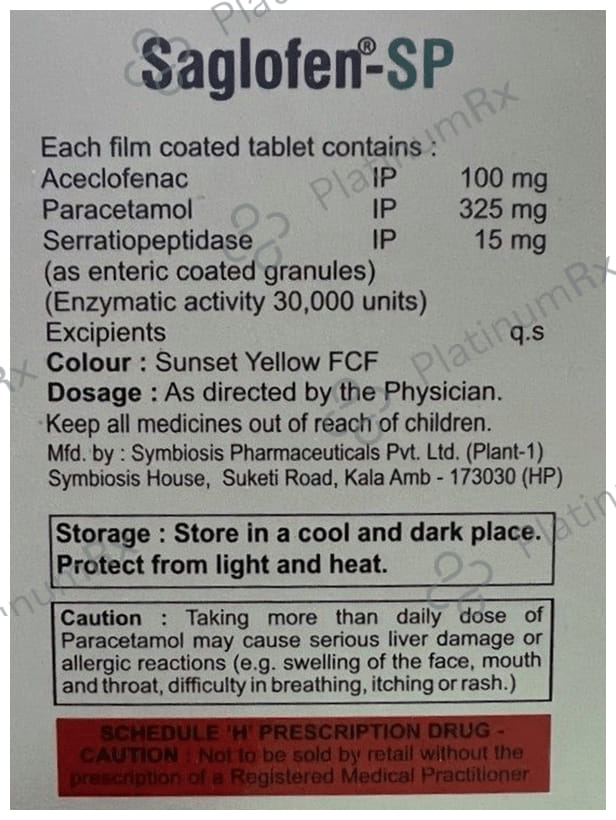 Saglofen®-SP
Each film coated tablet contains :
Aceclofenac IP 100 mg
Paracetamol IP 325 mg
Serratiopeptidase IP 15 mg
(as enteric coated granules)
(Enzymatic activity 30,000 units)
Excipients q.s
Colour : Sunset Yellow FCF
Dosage : As directed by the Physician.
Keep all medicines out of reach of children.
Mfd. by : Symbiosis Pharmaceuticals Pvt. Ltd. (Plant-1)
Symbiosis House, Suketi Road, Kala Amb - 173030 (HP)
Storage : Store in a cool and dark place.
Protect from light and heat.
Caution : Taking more than daily dose of
Paracetamol may cause serious liver damage or
allergic reactions (e.g. swelling of the face, mouth
and throat, difficulty in breathing, itching or rash.)
SCHEDULE 'H' PRESCRIPTION DRUG -
CAUTION : Not to be sold by retail without the
prescription of a Registered Medical Practitioner
PlatinumRx
PlatinumRx